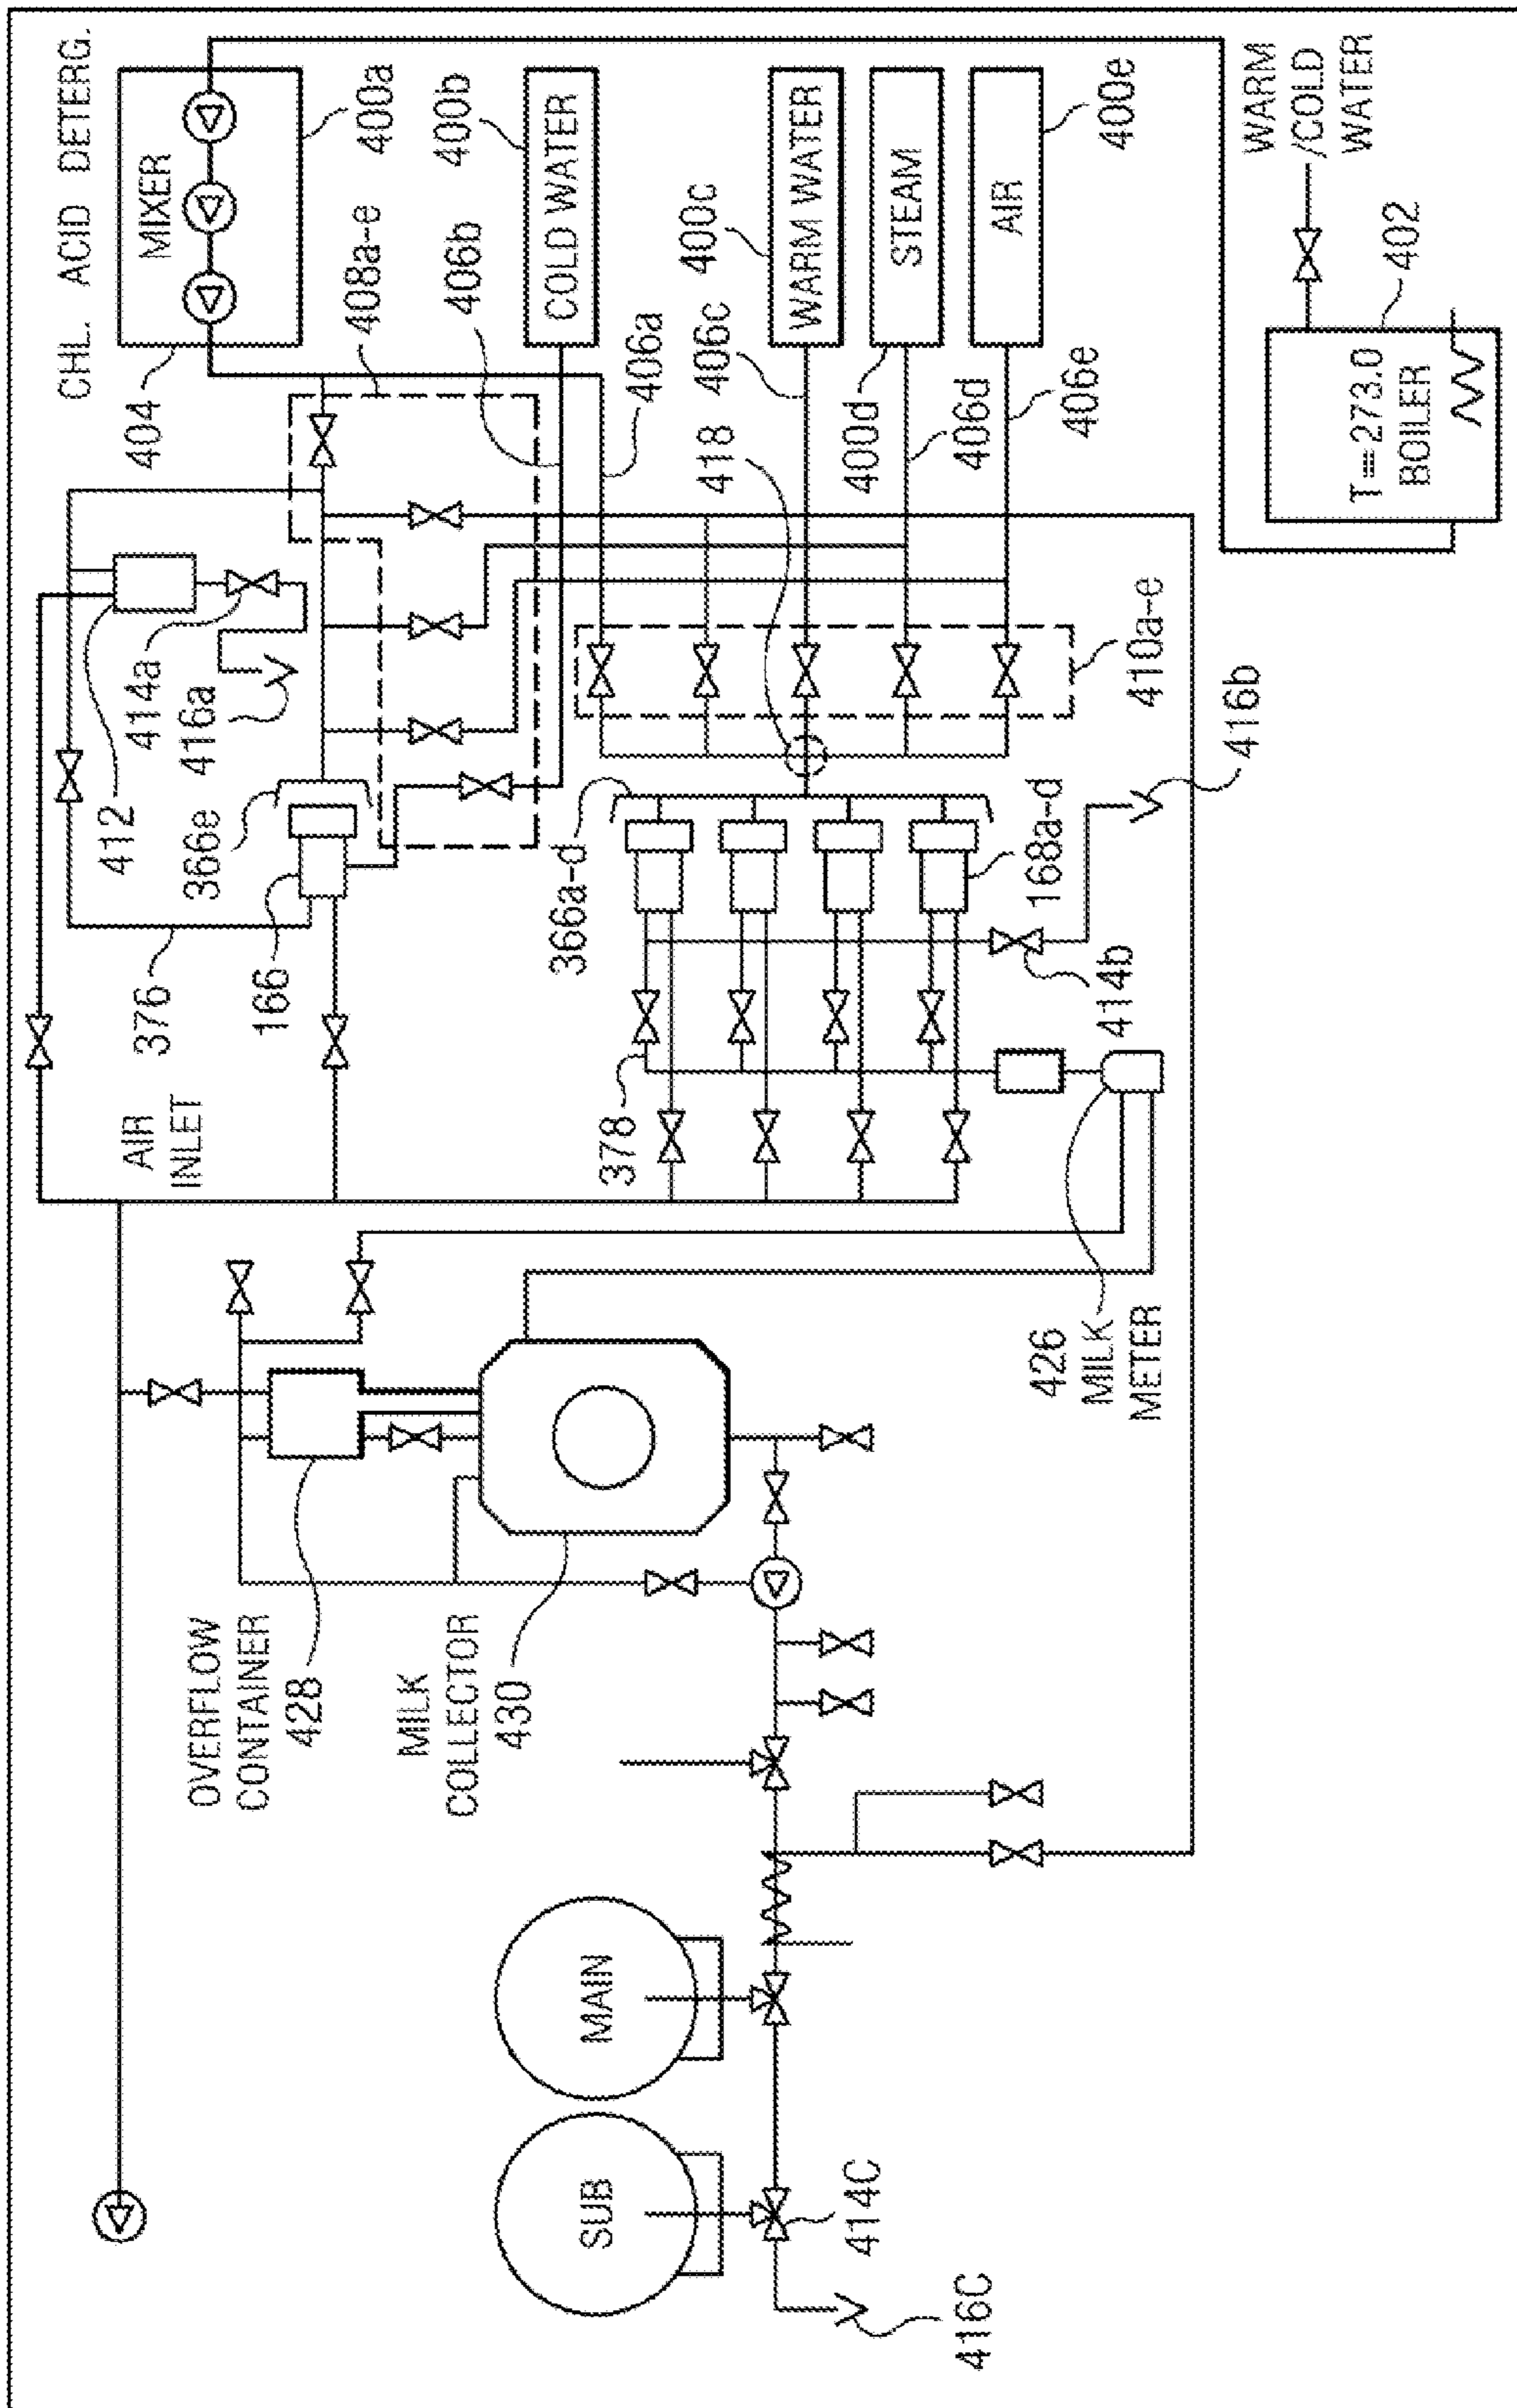 CHL. ACID DETERG.
404
MIXER
400a
408a-e
406b
400b
COLD WATER
406a
406c
400c
WARM WATER
418
400d
STEAM
406d
AIR
400e
406e
WARM
/COLD
WATER
402
T=273.0
BOILER
412
414a
416a
366e
376
166
AIR
INLET
366a-d
168a-d
410a-e
416b
414b
378
426
MILK
METER
OVERFLOW
CONTAINER
428
MILK
COLLECTOR
430
MAIN
SUB
414C
416C